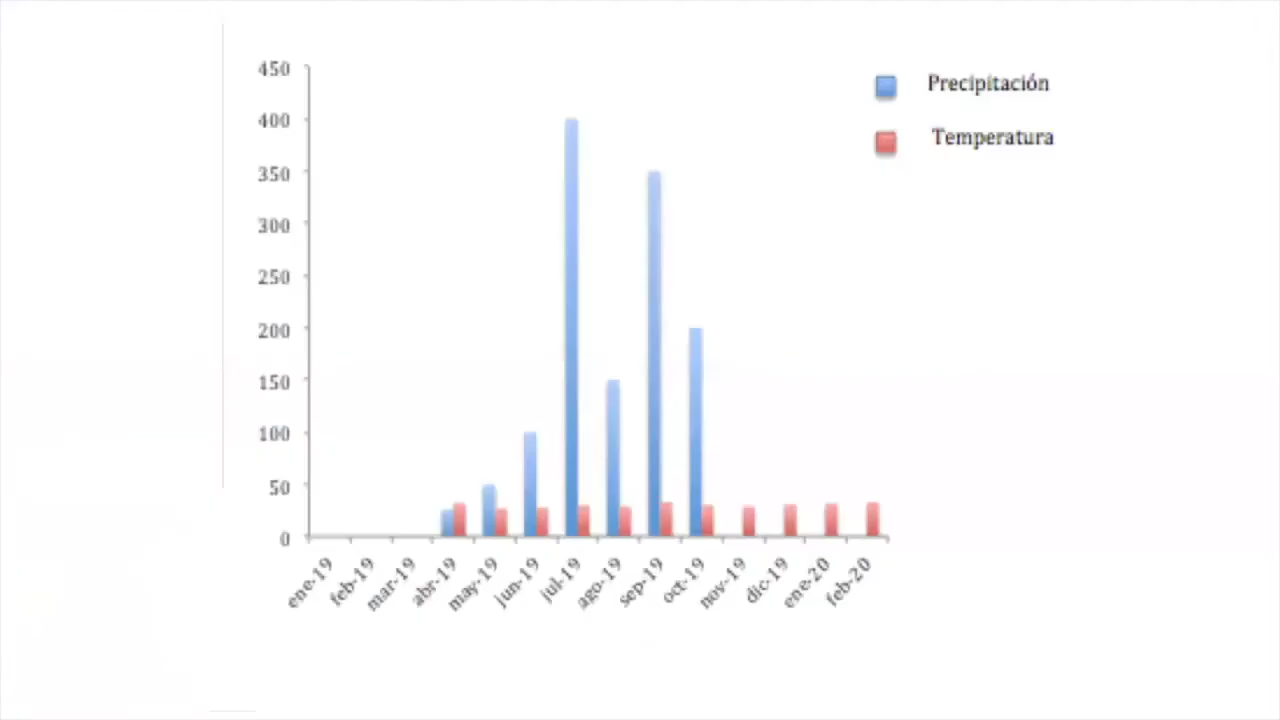 450
400
350
300
250
200
150
100
50
0
ene-19
feb-19
mar-19
abr-19
may-19
jun-19
jul-19
ago-19
sep-19
oct-19
nov-19
dic-19
ene-20
feb-20
Precipitación
Temperatura